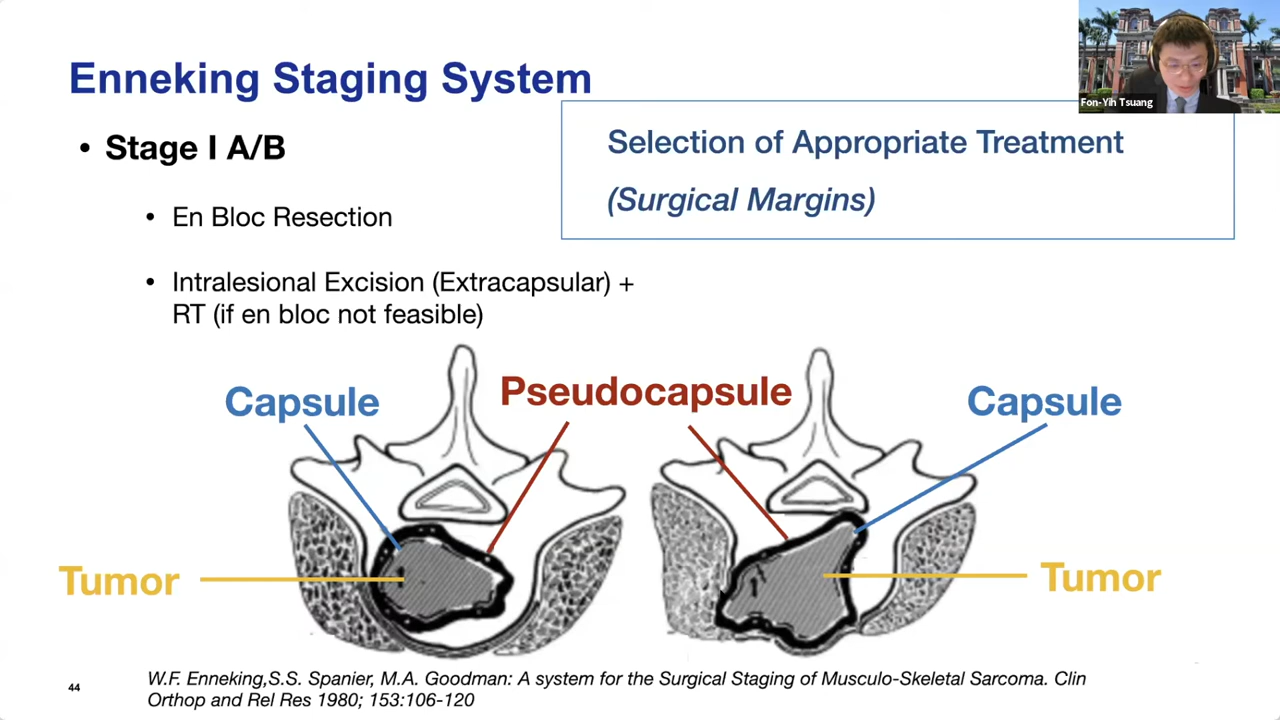 Enneking Staging System
Fon-Yih Tsuang
• Stage I A/B
Selection of Appropriate Treatment
(Surgical Margins)
• En Bloc Resection
• Intralesional Excision (Extracapsular) +
RT (if en bloc not feasible)
Capsule
Pseudocapsule
Capsule
Tumor
Tumor
W.F. Enneking,S.S. Spanier, M.A. Goodman: A system for the Surgical Staging of Musculo-Skeletal Sarcoma. Clin
Orthop and Rel Res 1980; 153:106-120
44